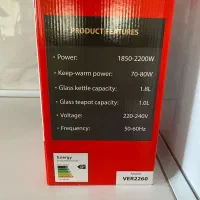 PRODUCT FEATURES
• Power: 1850-2200W
• Keep-warm power: 70-80W
• Glass kettle capacity: 1.8L
• Glass teapot capacity: 1.0L
• Voltage: 220-240V
• Frequency: 50-60Hz
Energy
VER2260